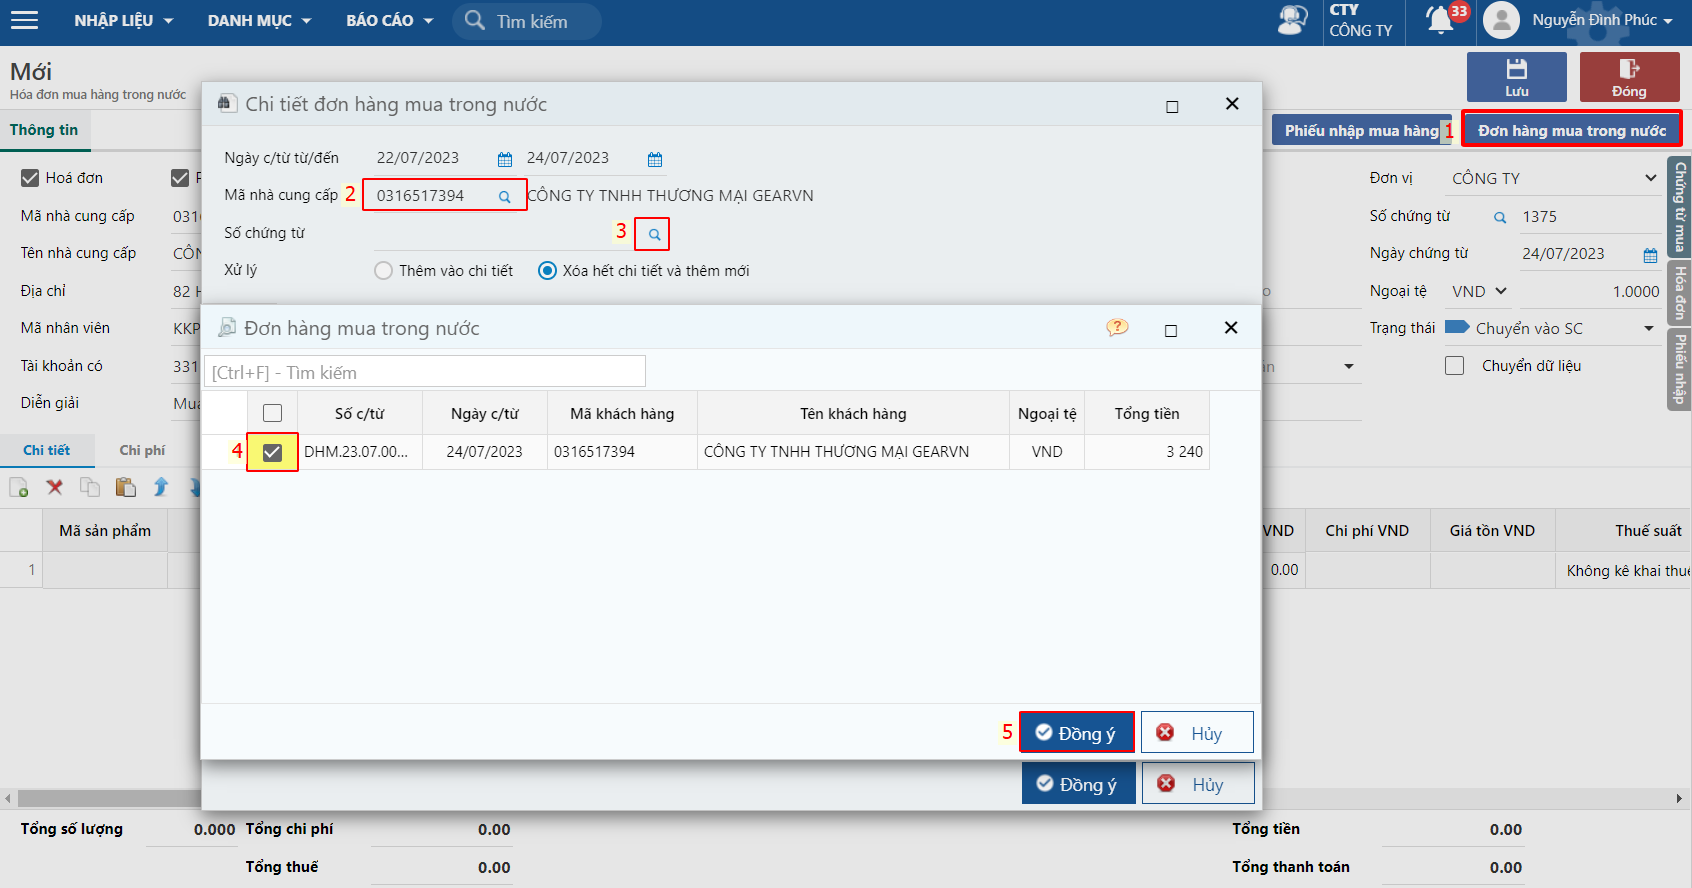 NHẬP LIỆU
DANH MỤC
BÁO CÁO
Tìm kiếm
CTY
CÔNG TY
33
Nguyễn Đình Phúc
Mới
Hóa đơn mua hàng trong nước
Lưu
Đóng
Thông tin
Phiếu nhập mua hàng
1
Đơn hàng mua trong nước
Chi tiết đơn hàng mua trong nước
Ngày c/từ từ/đến
22/07/2023
24/07/2023
Mã nhà cung cấp
2
0316517394
CÔNG TY TNHH THƯƠNG MẠI GEARVN
Số chứng từ
3
Xử lý
Thêm vào chi tiết
Xóa hết chi tiết và thêm mới
Hoá đơn
Mã nhà cung cấp
031
Tên nhà cung cấp
CÔN
Địa chỉ
82 H
Mã nhân viên
KKP
Tài khoản có
331
Diễn giải
Mua
Đơn vị
CÔNG TY
Số chứng từ
1375
Ngày chứng từ
24/07/2023
Ngoại tệ
VND
1.0000
Trạng thái
Chuyển vào SC
Chuyển dữ liệu
Chứng từ mua
Hóa đơn
Phiếu nhập
Đơn hàng mua trong nước
[Ctrl+F] - Tìm kiếm
Số c/từ
Ngày c/từ
Mã khách hàng
Tên khách hàng
Ngoại tệ
Tổng tiền
4
DHM.23.07.00...
24/07/2023
0316517394
CÔNG TY TNHH THƯƠNG MẠI GEARVN
VND
3 240
Chi tiết
Chi phí
Mã sản phẩm
VND
Chi phí VND
Giá tồn VND
Thuế suất
1
0.00
Không kê khai thuế
5
Đồng ý
Hủy
Đồng ý
Hủy
Tổng số lượng
0.000
Tổng chi phí
0.00
Tổng tiền
0.00
Tổng thuế
0.00
Tổng thanh toán
0.00